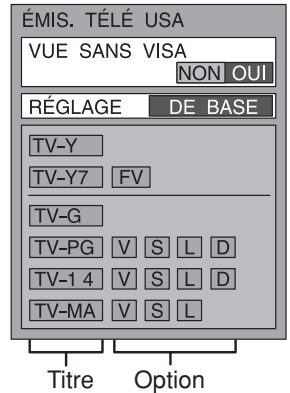 ÉMIS. TÉLÉ USA
VUE SANS VISA
NON OUI
RÉGLAGE DE BASE
TV-Y
TV-Y7 FV
TV-G
TV-PG V S L D
TV-1 4 V S L D
TV-MA V S L
Titre Option